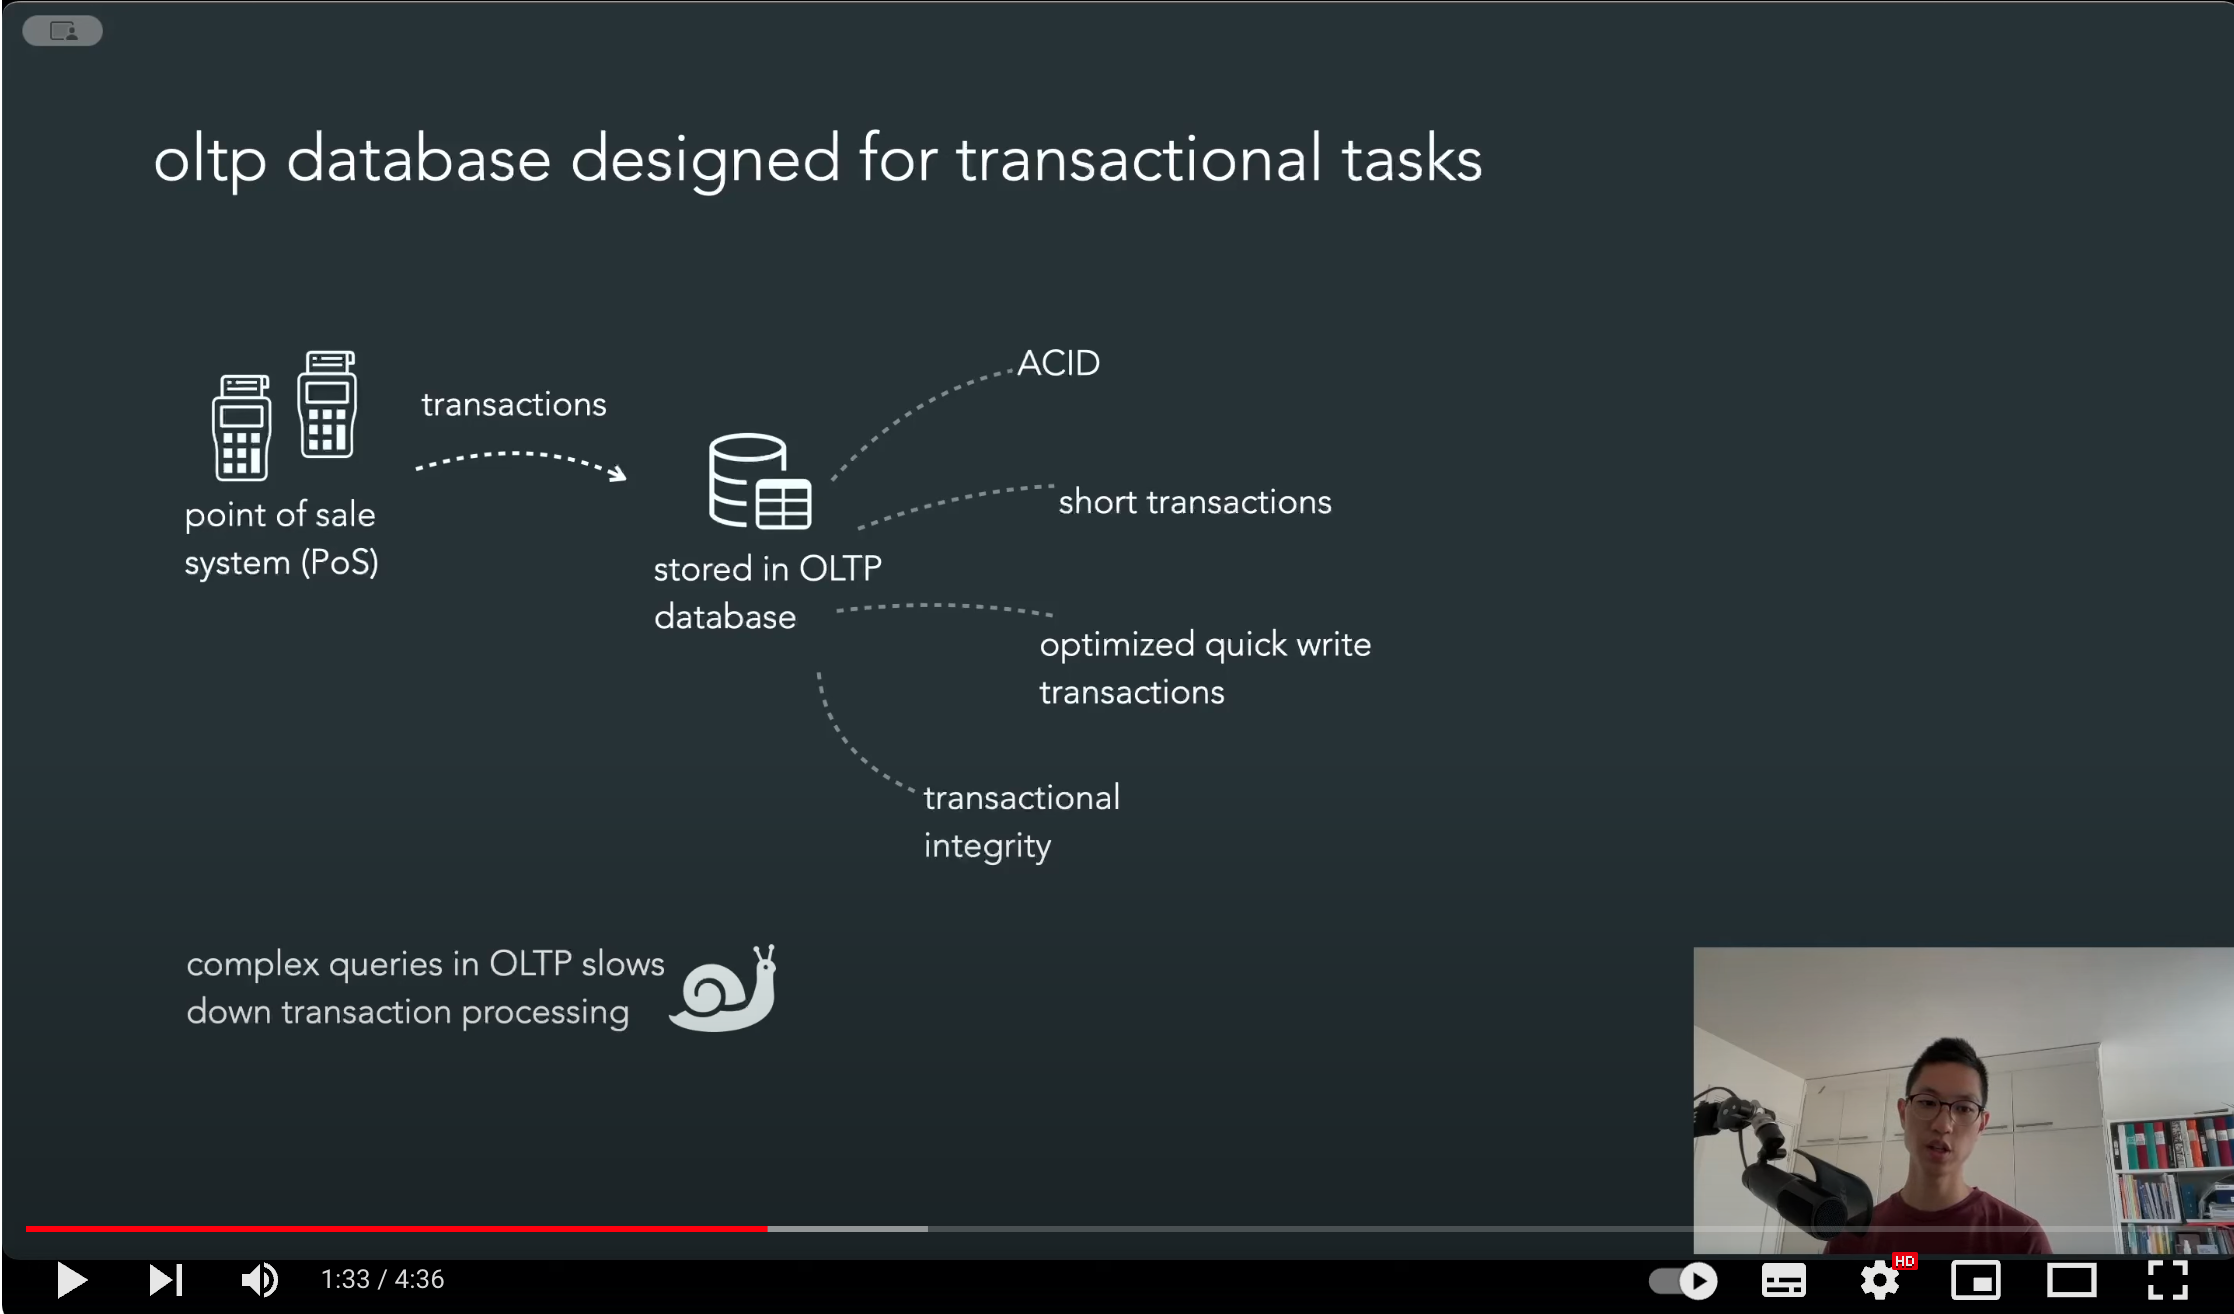 oltp database designed for transactional tasks
transactions
point of sale
system (PoS)
stored in OLTP
database
ACID
short transactions
optimized quick write
transactions
transactional
integrity
complex queries in OLTP slows
down transaction processing
1:33 / 4:36
HD